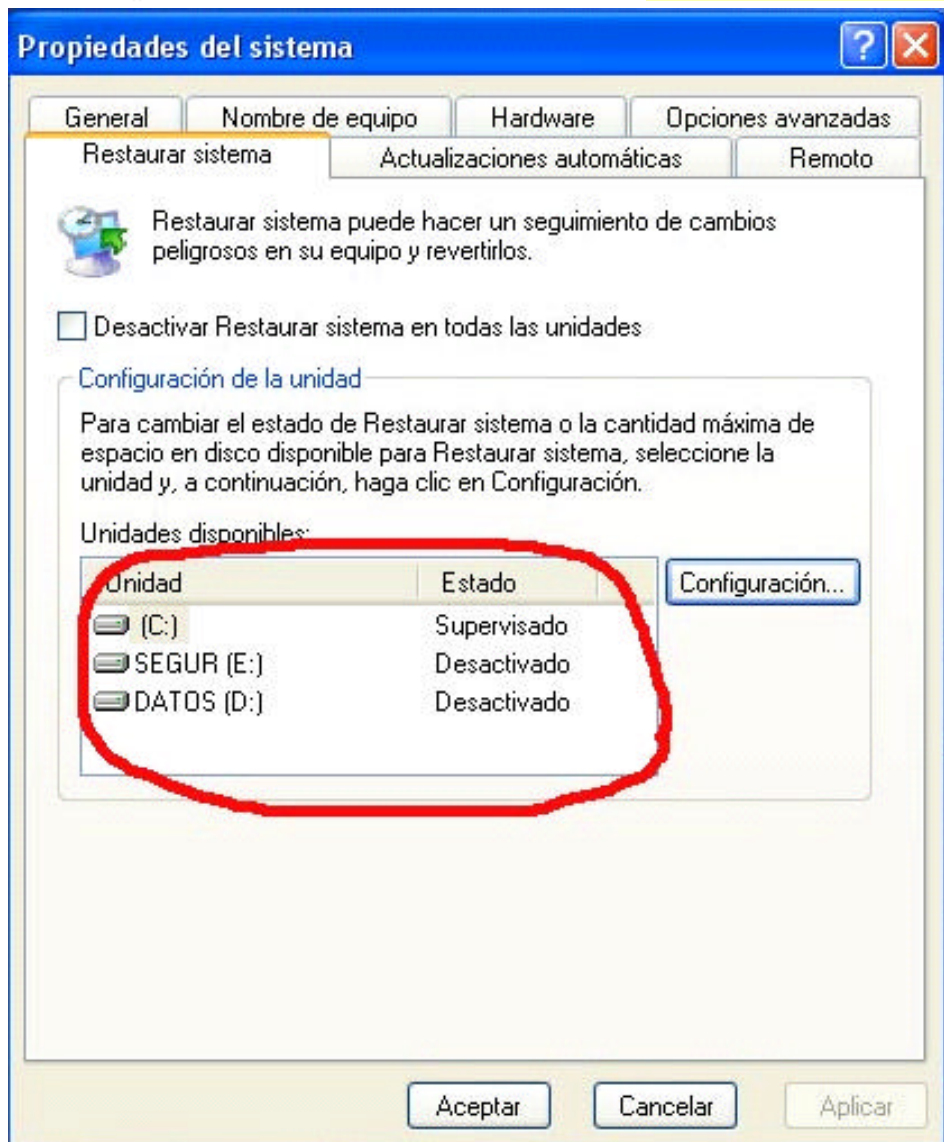 Propiedades del sistema
General Nombre de equipo Hardware Opciones avanzadas
Restaurar sistema Actualizaciones automáticas Remoto
Restaurar sistema puede hacer un seguimiento de cambios
peligrosos en su equipo y revertirlos.
Desactivar Restaurar sistema en todas las unidades
Configuración de la unidad
Para cambiar el estado de Restaurar sistema o la cantidad máxima de
espacio en disco disponible para Restaurar sistema, seleccione la
unidad y, a continuación, haga clic en Configuración.
Unidades disponibles:
Unidad Estado Configuración...
(C:) Supervisado
SEGUR (E:) Desactivado
DATOS (D:) Desactivado
Aceptar Cancelar Aplicar